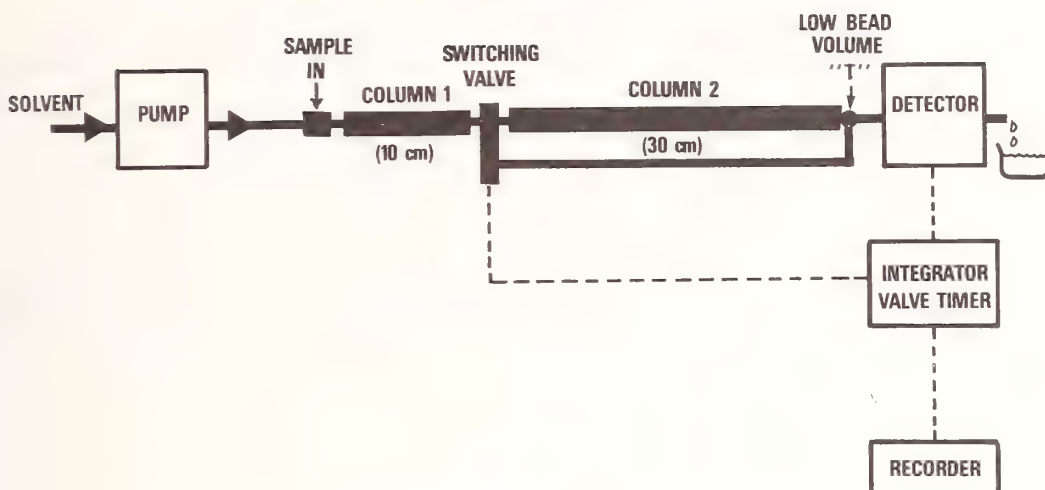 SAMPLE
IN
SWITCHING
VALVE
LOW BEAD
VOLUME
SOLVENT
PUMP
COLUMN 1
(10 cm)
COLUMN 2
(30 cm)
DETECTOR
INTEGRATOR
VALVE TIMER
RECORDER